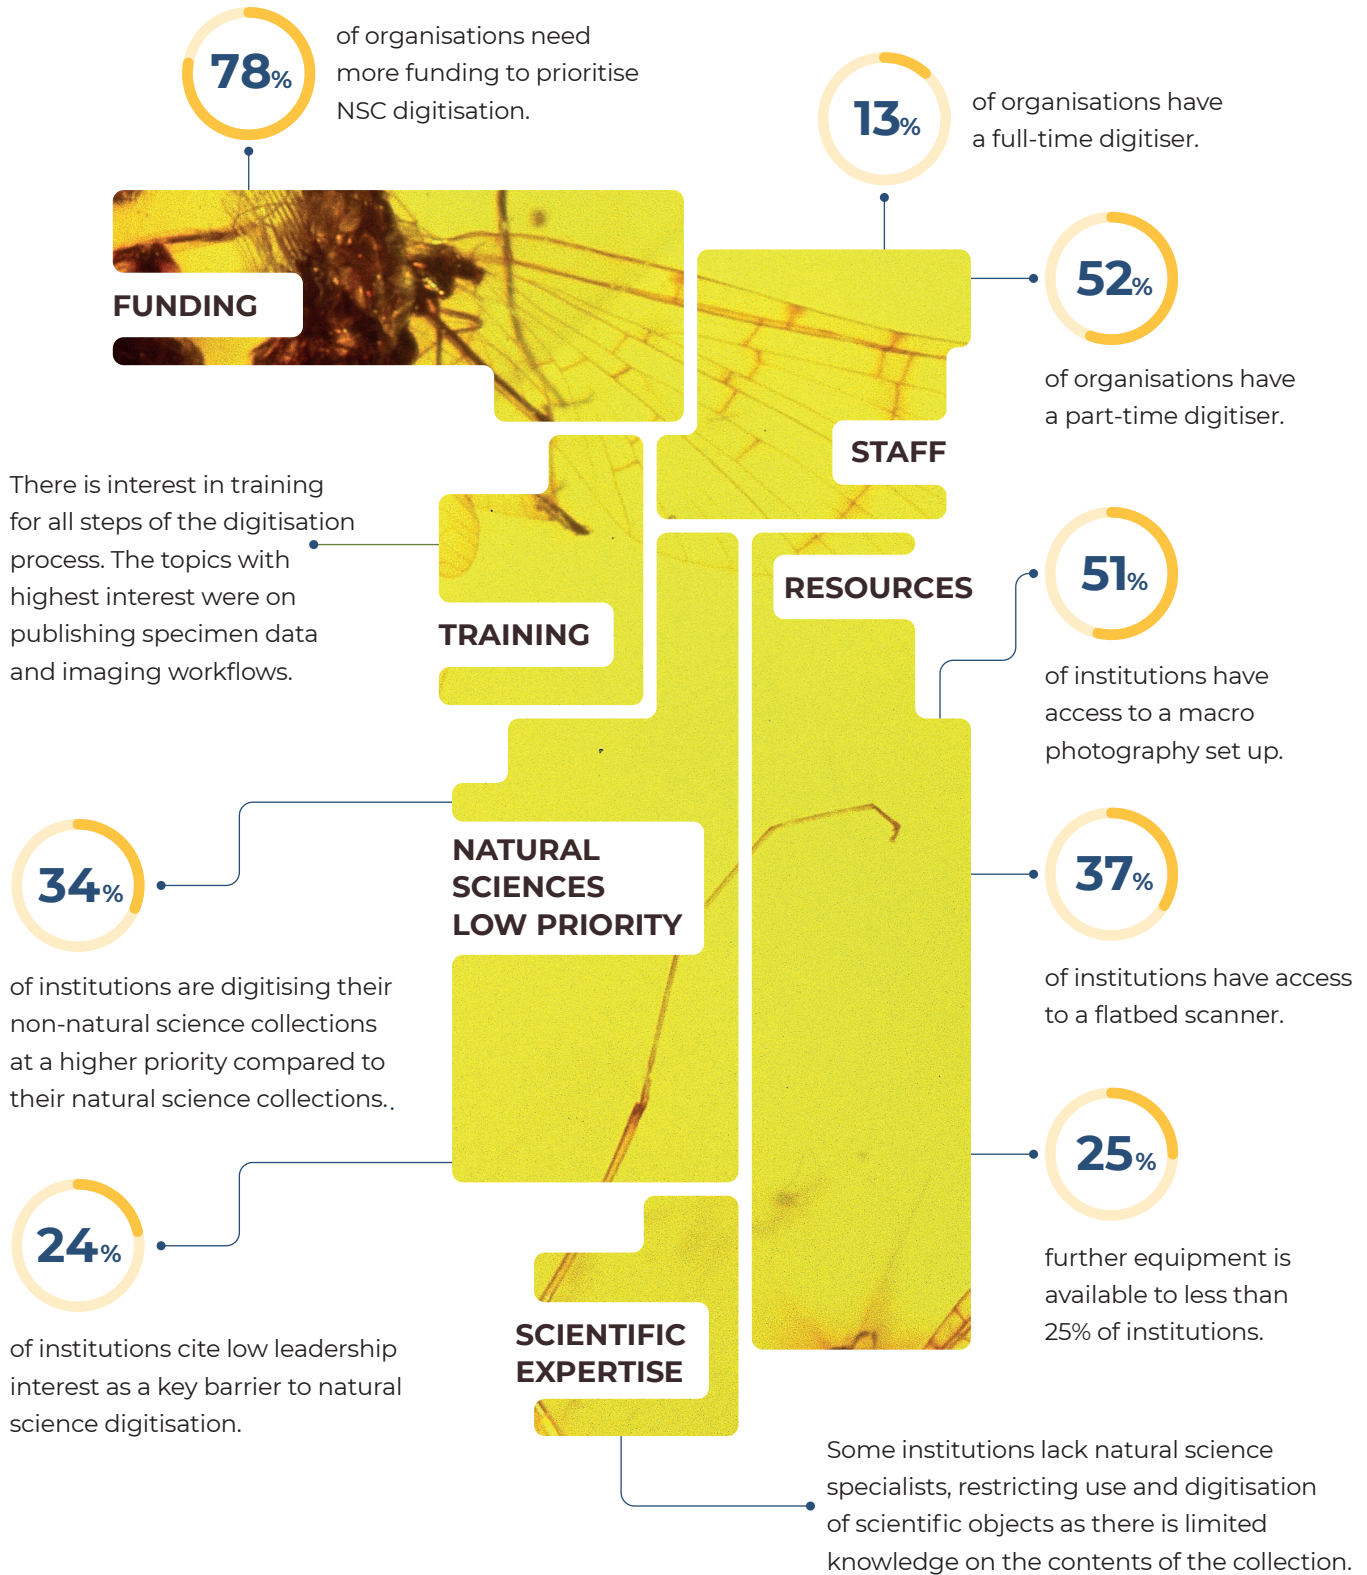 78%
of organisations need
more funding to prioritise
NSC digitisation.
13%
of organisations have
a full-time digitiser.
52%
of organisations have
a part-time digitiser.
FUNDING
STAFF
There is interest in training
for all steps of the digitisation
process. The topics with
highest interest were on
publishing specimen data
and imaging workflows.
TRAINING
RESOURCES
51%
of institutions have
access to a macro
photography set up.
34%
of institutions are digitising their
non-natural science collections
at a higher priority compared to
their natural science collections..
NATURAL
SCIENCES
LOW PRIORITY
37%
of institutions have access
to a flatbed scanner.
24%
of institutions cite low leadership
interest as a key barrier to natural
science digitisation.
25%
further equipment is
available to less than
25% of institutions.
SCIENTIFIC
EXPERTISE
Some institutions lack natural science
specialists, restricting use and digitisation
of scientific objects as there is limited
knowledge on the contents of the collection.